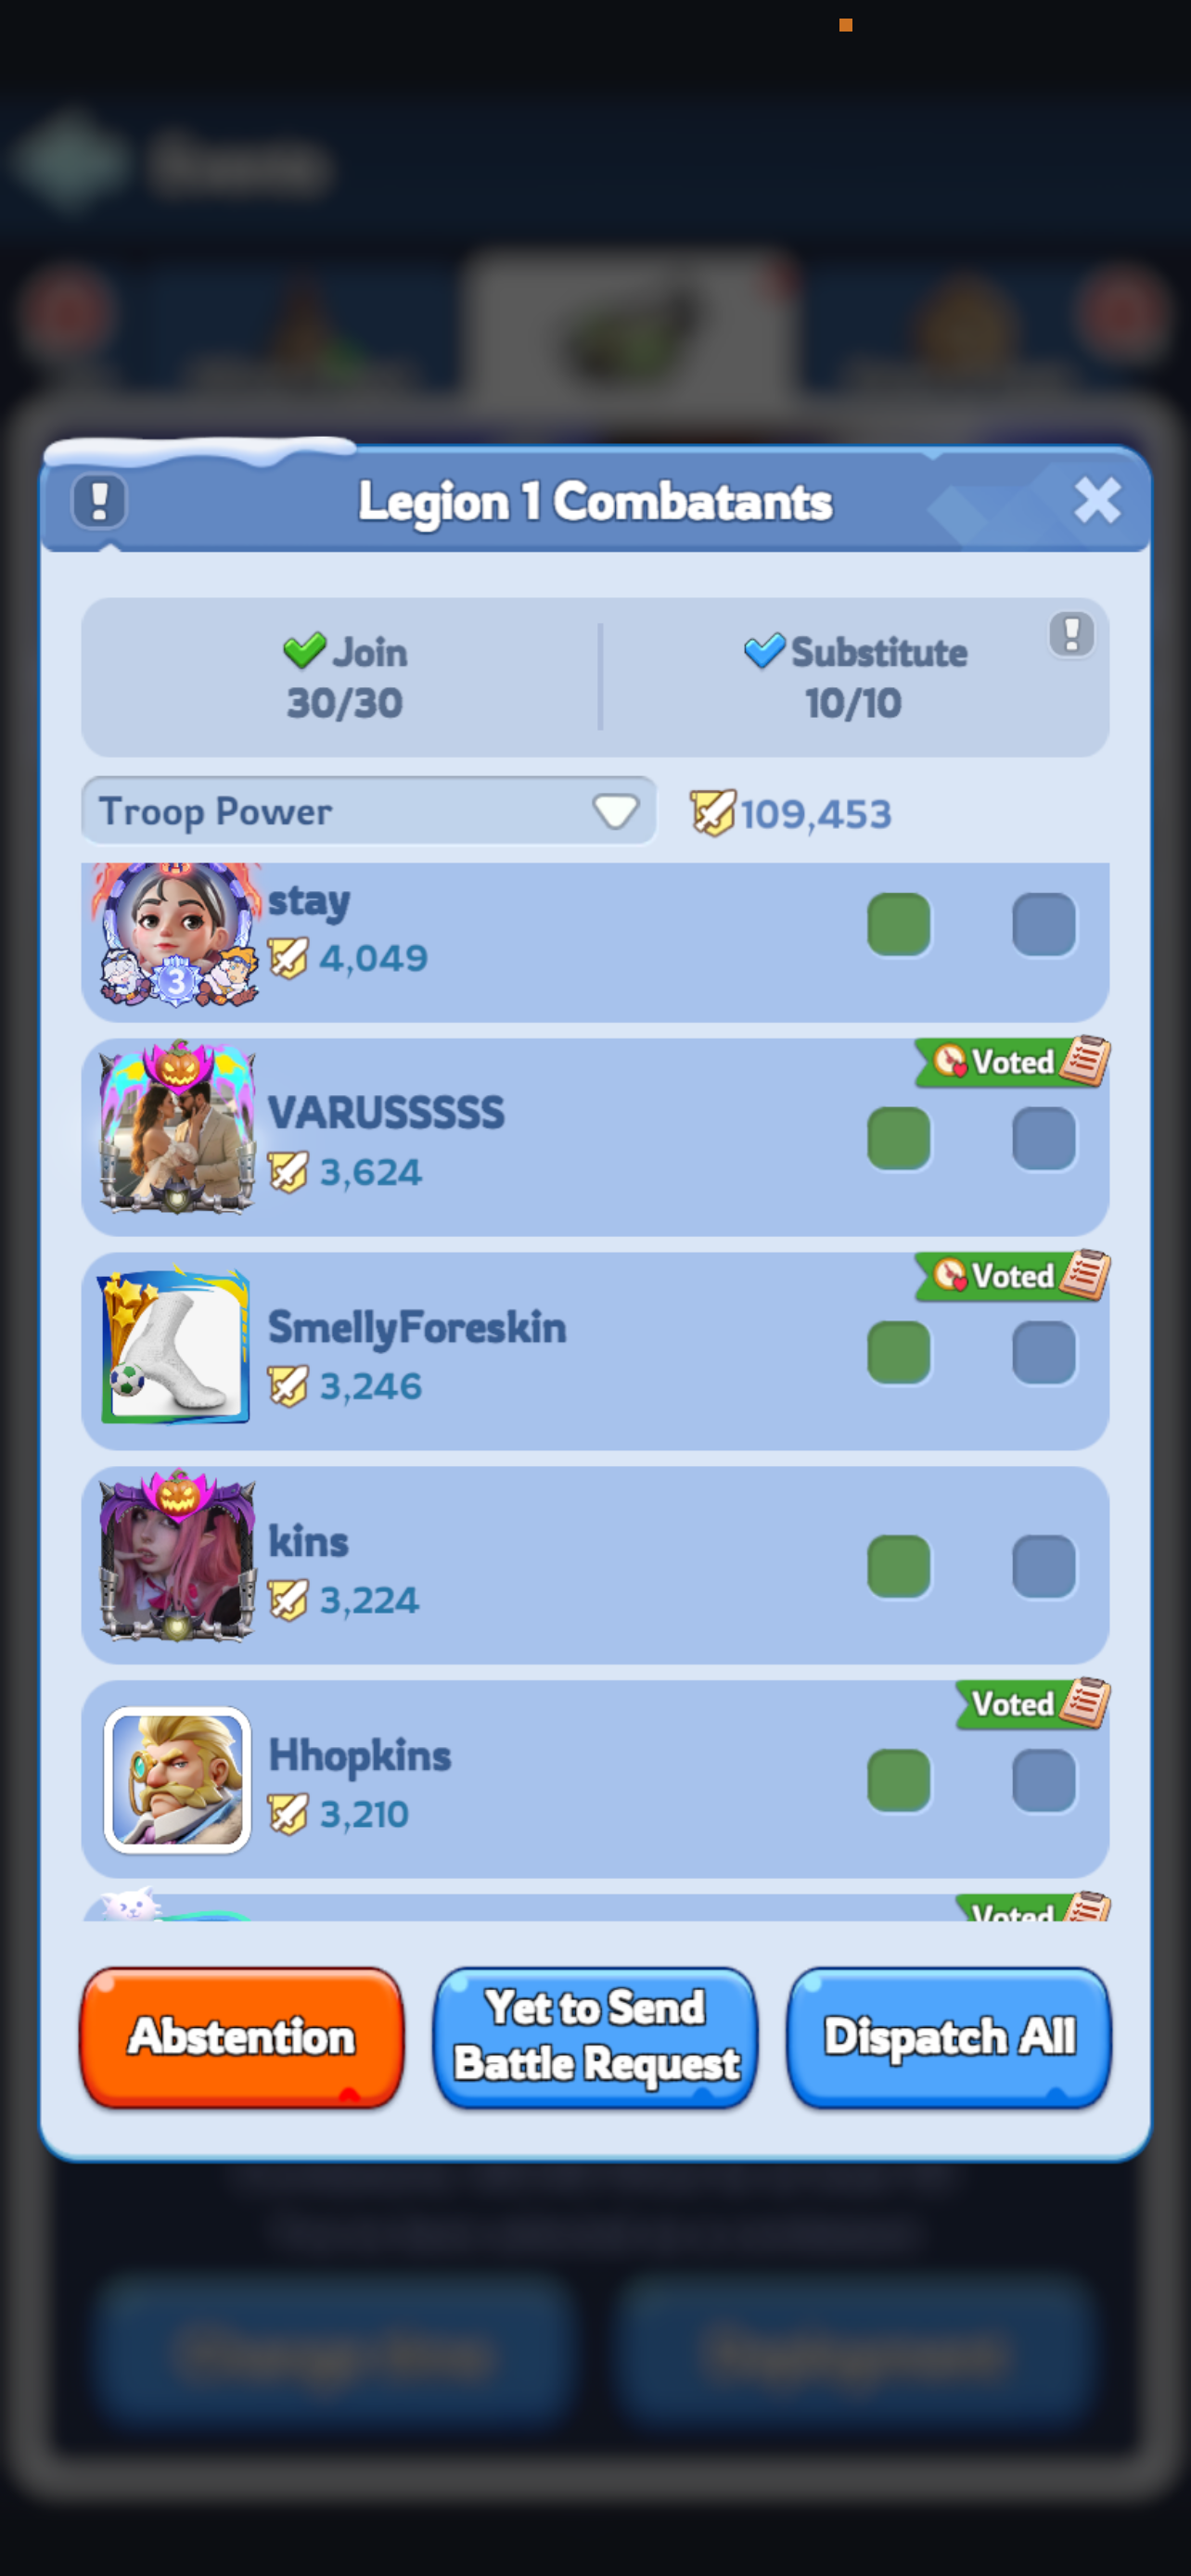 Legion 1 Combatants
Join
30/30
Substitute
10/10
Troop Power
109,453
stay
4,049
3
Voted
VARUSSSSS
3,624
Voted
SmellyForeskin
3,246
kins
3,224
Voted
Hhopkins
3,210
Voted
Abstention
Yet to Send
Battle Request
Dispatch All